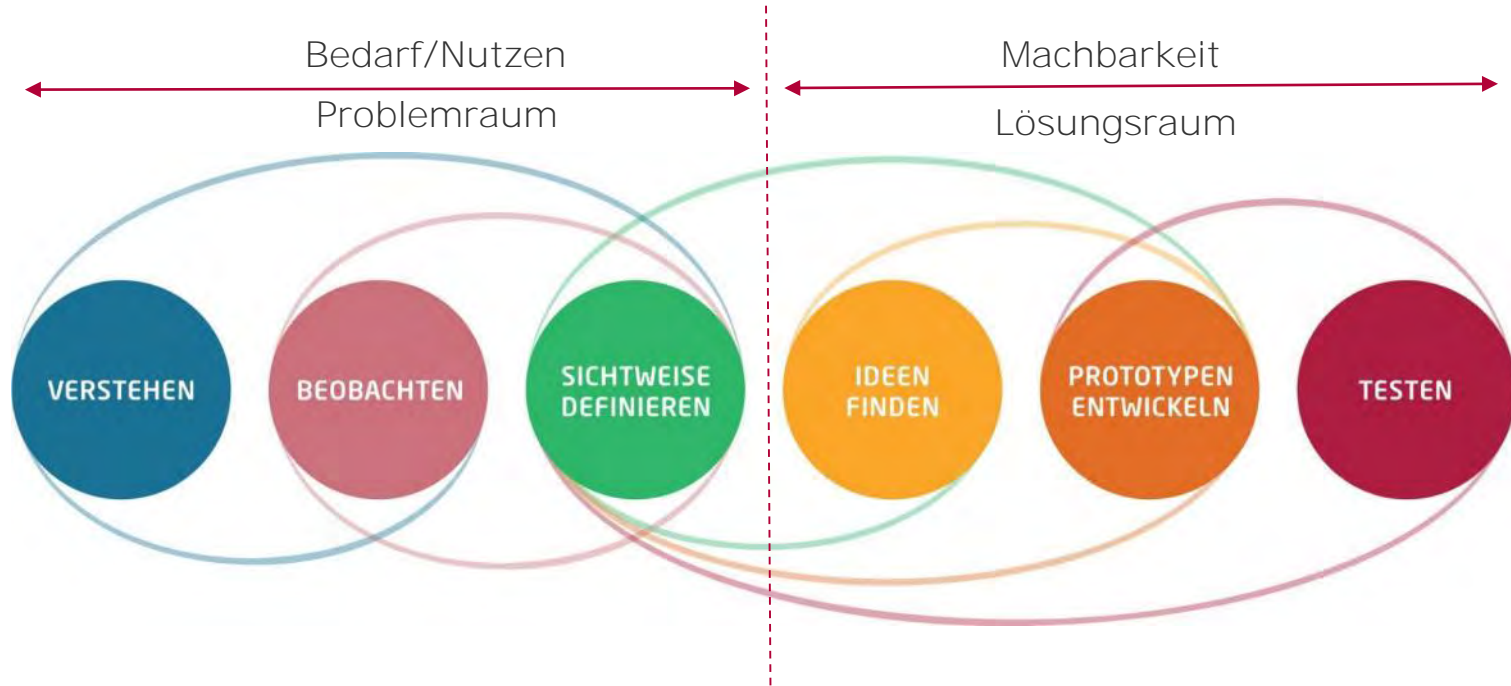 Bedarf/Nutzen
Machbarkeit
Problemraum
Lösungsraum
VERSTEHEN
BEOBACHTEN
SICHTWEISE
DEFINIEREN
IDEEN
FINDEN
PROTOTYPEN
ENTWICKELN
TESTEN